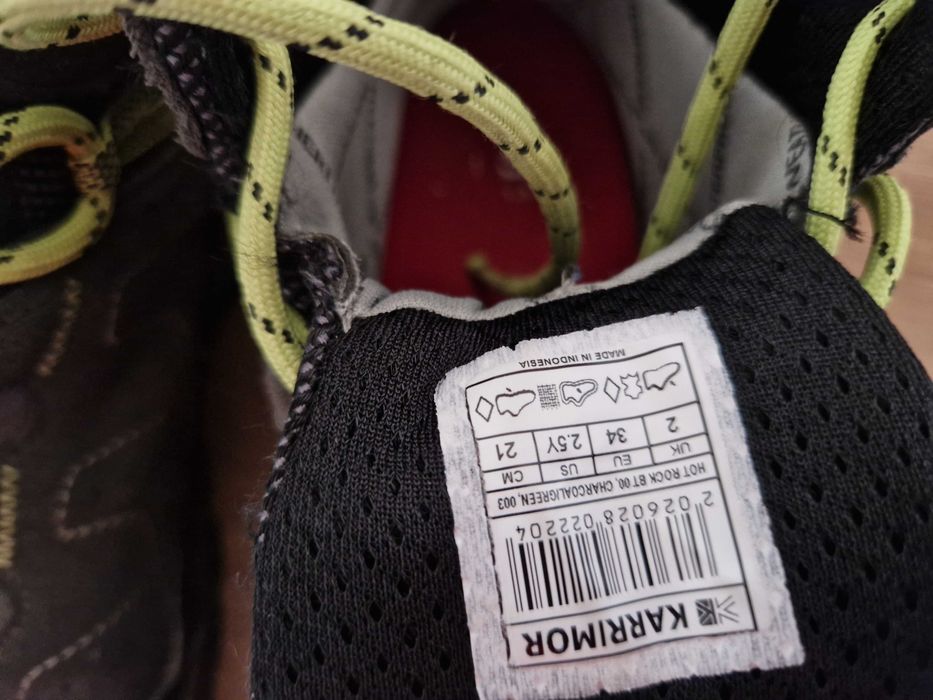 KARRIMOR
2 026028 022204
HOT ROCK BT 00, CHARCOAL|GREEN, 003
UK EU US CM
2 34 2.5Y 21
MADE IN INDONESIA